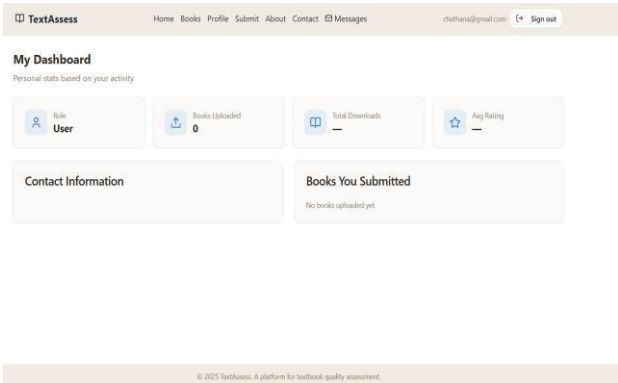 TextAssess Home Books Profile Submit About Contact Messages chethana@gmail.com Sign out
My Dashboard
Personal stats based on your activity
Role
User
Books Uploaded
0
Total Downloads
—
Avg Rating
—
Contact Information
Books You Submitted
No books uploaded yet
© 2025 TextAssess. A platform for textbook quality assessment.